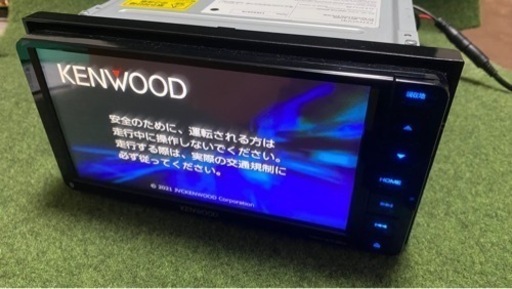 KENWOOD
安全のために、運転される方は
走行中に操作しないでください。
走行する際は、実際の交通規制に
必ず従ってください。
© 2021 JVCKENWOOD Corporation
KENWOOD
HOME